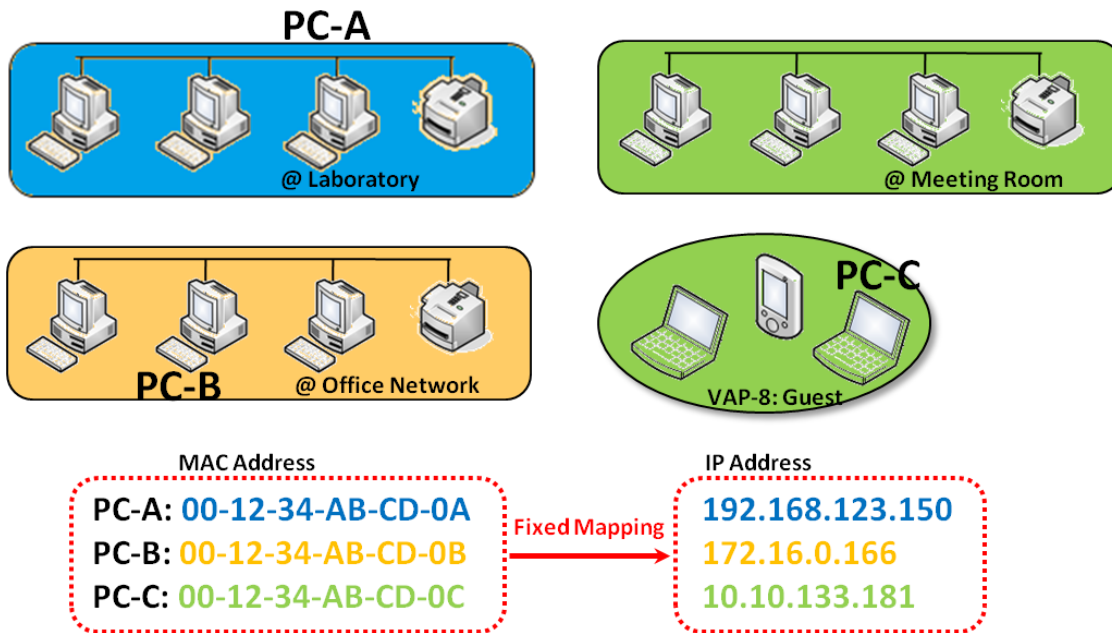 PC-A
@ Laboratory
@ Meeting Room
PC-B
@ Office Network
PC-C
VAP-8: Guest
MAC Address
PC-A: 00-12-34-AB-CD-0A
PC-B: 00-12-34-AB-CD-0B
PC-C: 00-12-34-AB-CD-0C
Fixed Mapping
IP Address
192.168.123.150
172.16.0.166
10.10.133.181